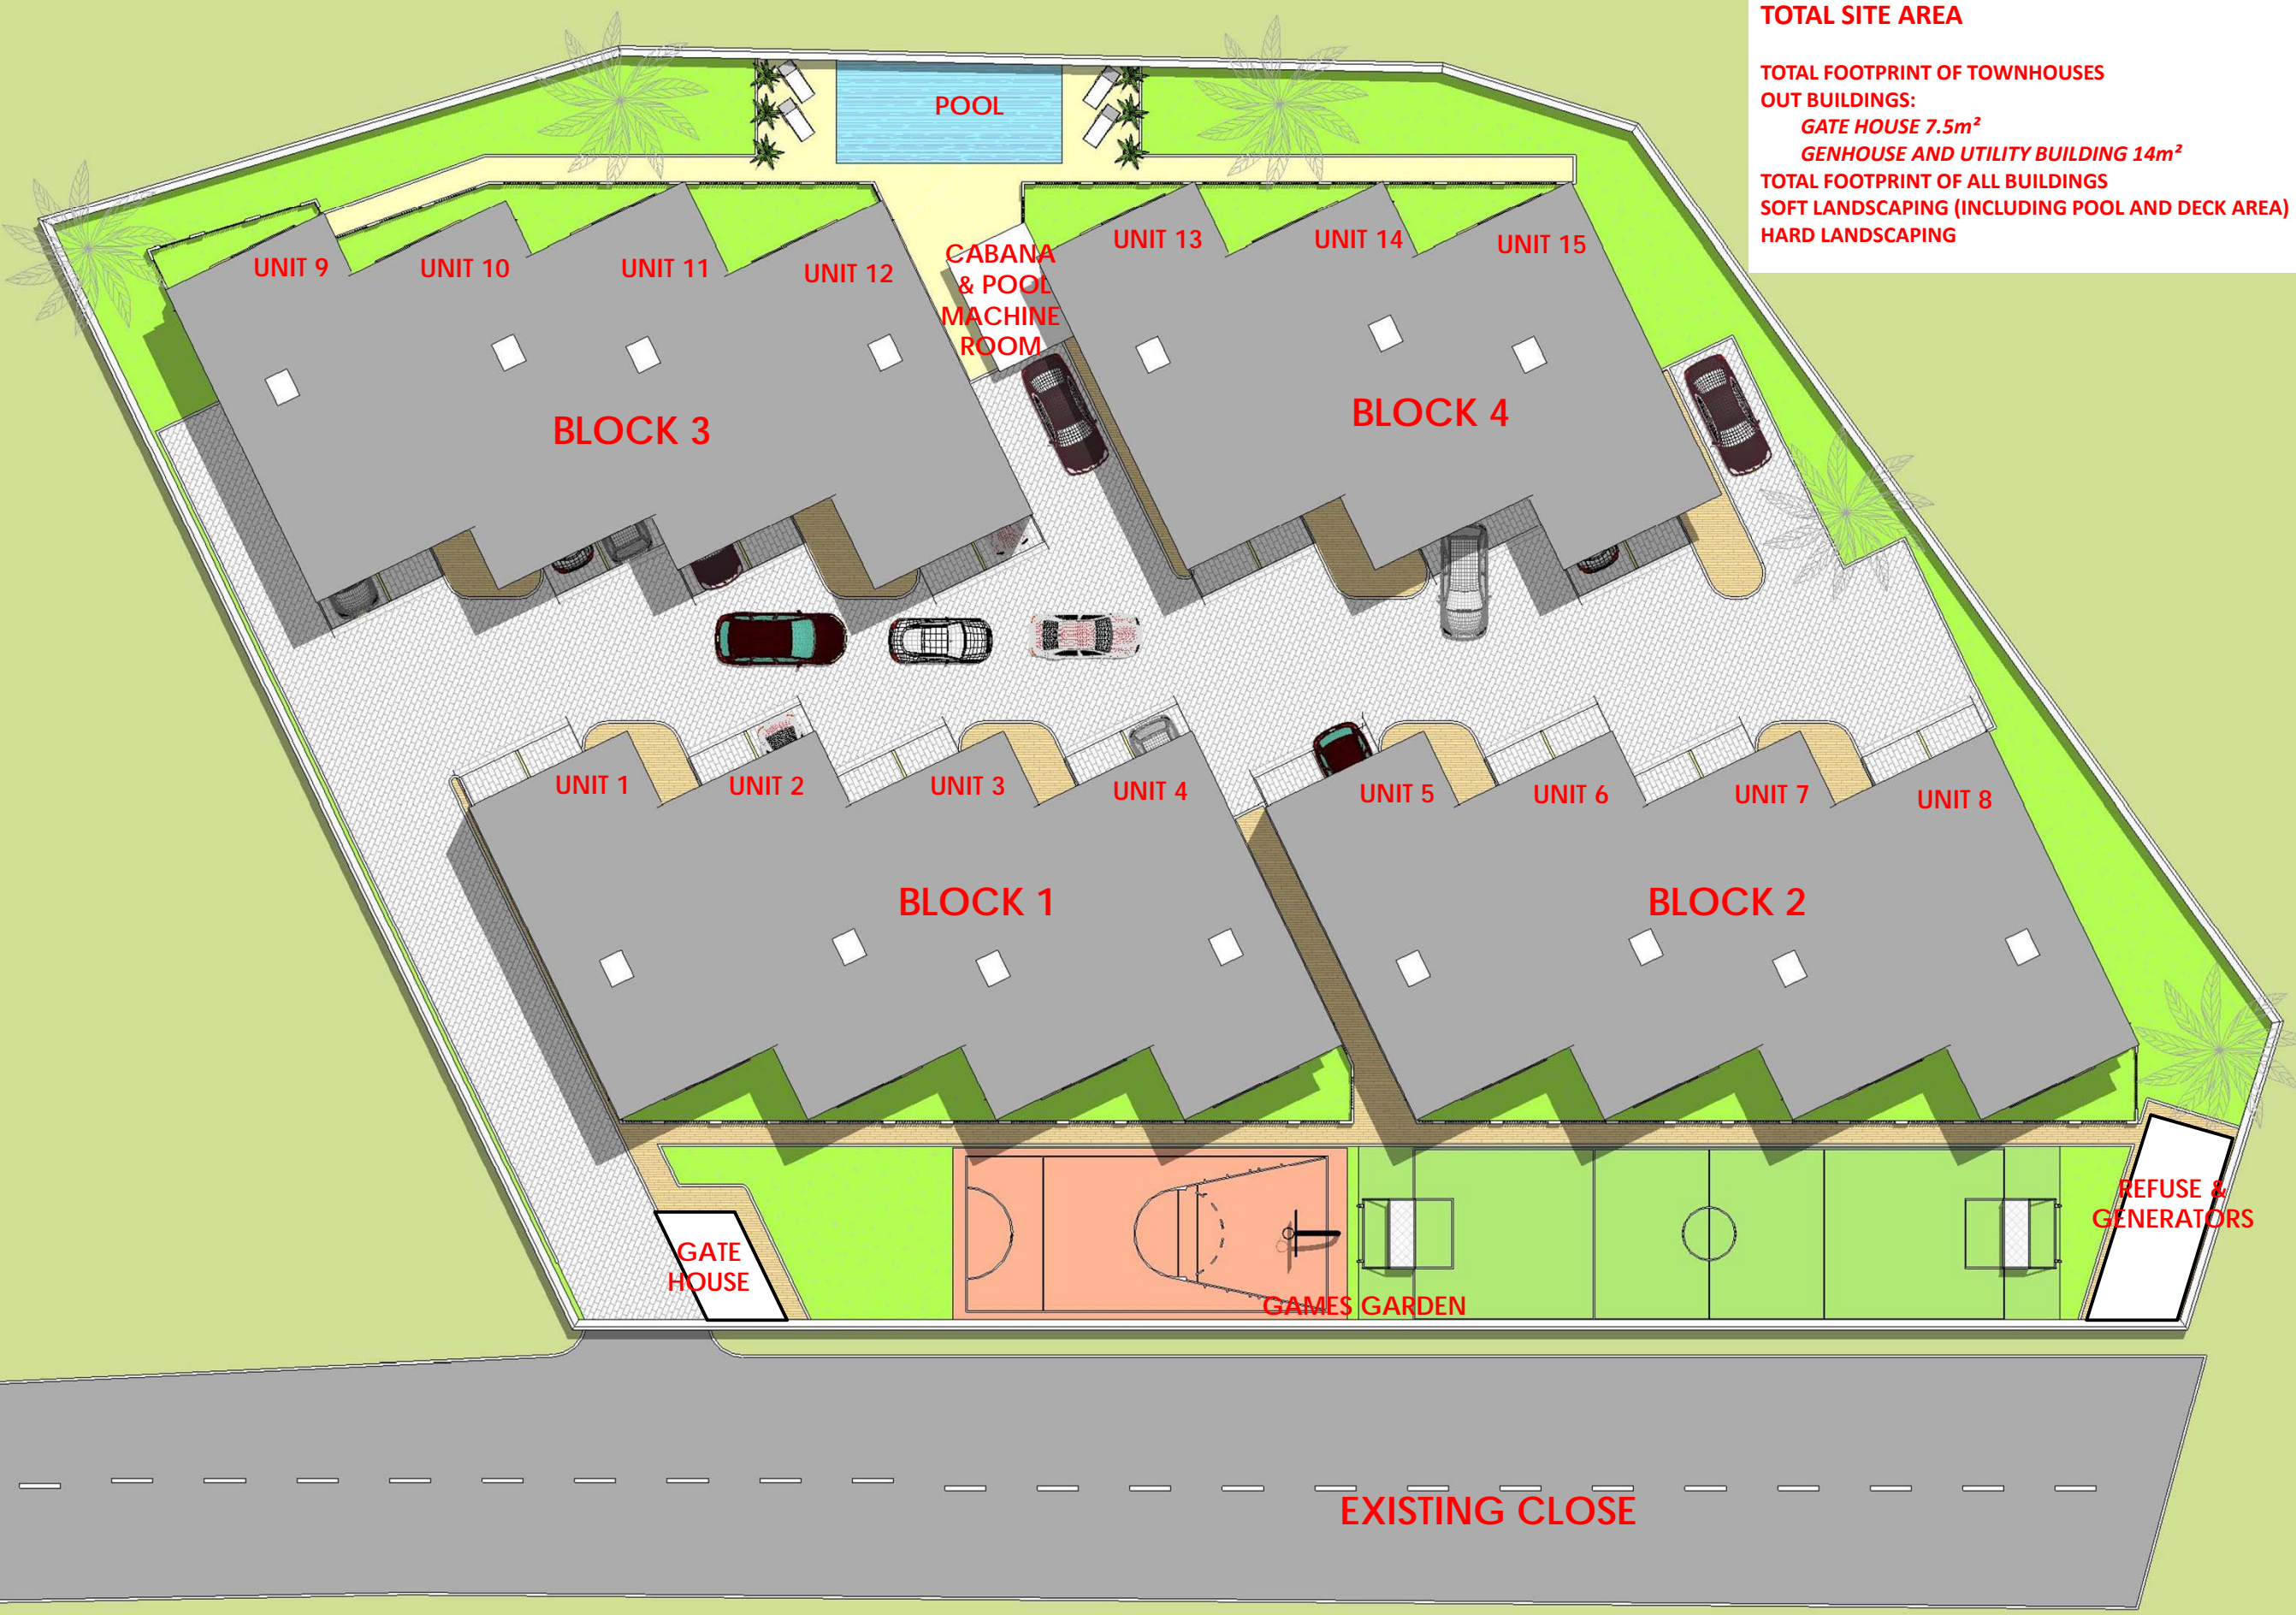 TOTAL SITE AREA
TOTAL FOOTPRINT OF TOWNHOUSES
OUT BUILDINGS:
GATE HOUSE 7.5m²
GENHOUSE AND UTILITY BUILDING 14m²
TOTAL FOOTPRINT OF ALL BUILDINGS
SOFT LANDSCAPING (INCLUDING POOL AND DECK AREA)
HARD LANDSCAPING
POOL
UNIT 9
UNIT 10
UNIT 11
UNIT 12
CABANA
& POOL
MACHINE
ROOM
UNIT 13
UNIT 14
UNIT 15
BLOCK 3
BLOCK 4
UNIT 1
UNIT 2
UNIT 3
UNIT 4
UNIT 5
UNIT 6
UNIT 7
UNIT 8
BLOCK 1
BLOCK 2
GATE
HOUSE
GAMES GARDEN
REFUSE &
GENERATORS
EXISTING CLOSE